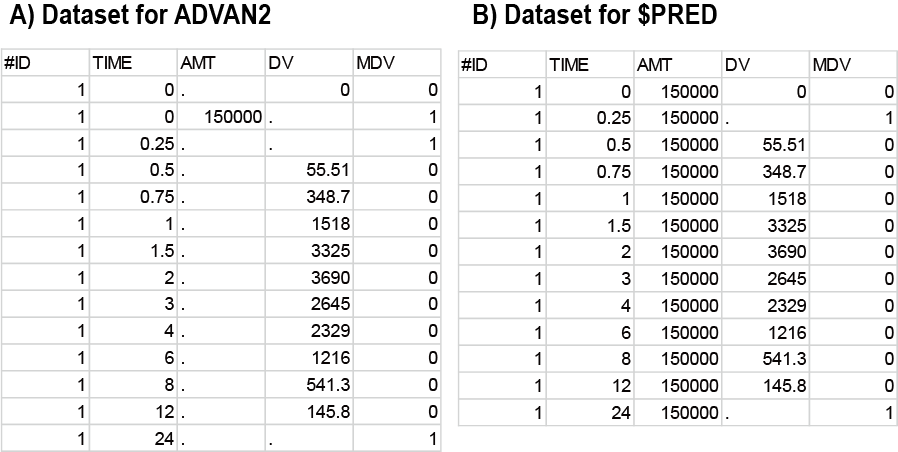 A) Dataset for ADVAN2
#ID TIME AMT DV MDV
1 0 . 0 0
1 0 150000 . 1
1 0.25 . . 1
1 0.5 . 55.51 0
1 0.75 . 348.7 0
1 1 . 1518 0
1 1.5 . 3325 0
1 2 . 3690 0
1 3 . 2645 0
1 4 . 2329 0
1 6 . 1216 0
1 8 . 541.3 0
1 12 . 145.8 0
1 24 . . 1
B) Dataset for $PRED
#ID TIME AMT DV MDV
1 0 150000 0 0
1 0.25 150000 . 1
1 0.5 150000 55.51 0
1 0.75 150000 348.7 0
1 1 150000 1518 0
1 1.5 150000 3325 0
1 2 150000 3690 0
1 3 150000 2645 0
1 4 150000 2329 0
1 6 150000 1216 0
1 8 150000 541.3 0
1 12 150000 145.8 0
1 24 150000 . 1